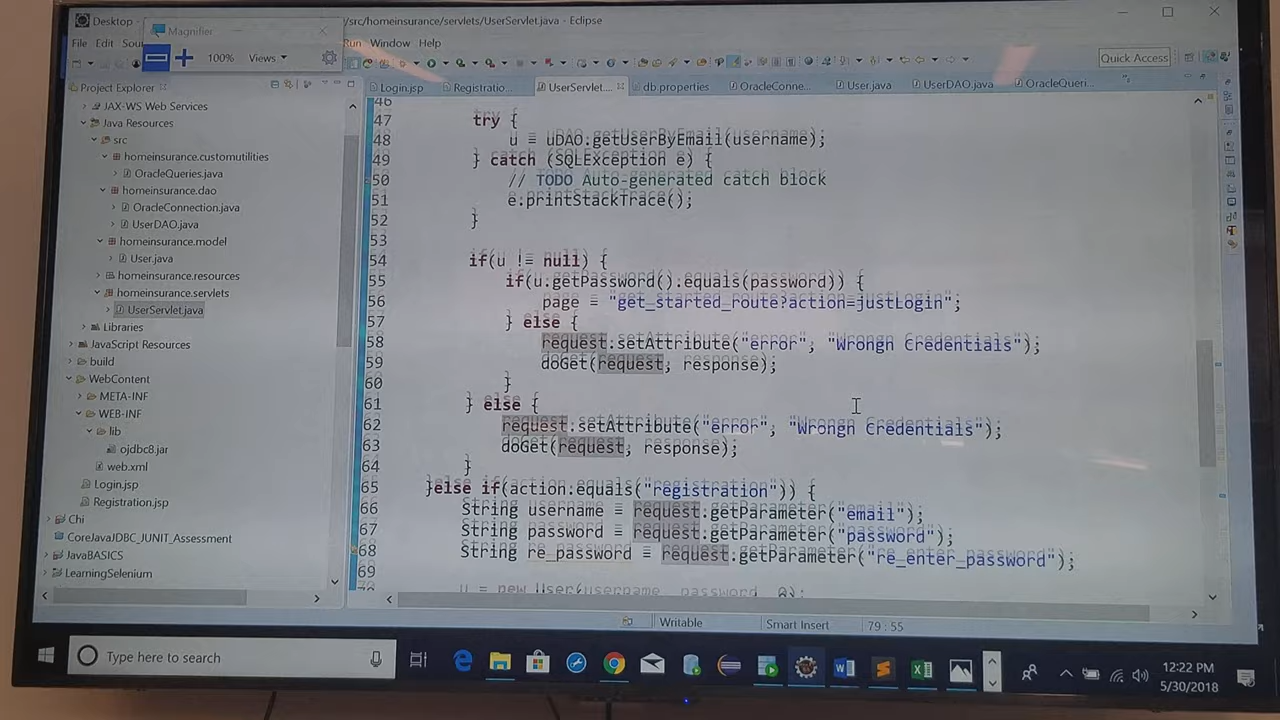 Desktop
/src/homeinsurance/servlets/UserServlet.java - Eclipse
Magnifier
File Edit Sou
Run Window Help
100% Views
Quick Access
Project Explorer
Login.jsp
Registratio...
UserServlet....
db.properties
OracleConne...
User.java
UserDAO.java
OracleQueri...
JAX-WS Web Services
Java Resources
src
homeinsurance.customutilities
OracleQueries.java
homeinsurance.dao
OracleConnection.java
UserDAO.java
homeinsurance.model
User.java
homeinsurance.resources
homeinsurance.servlets
UserServlet.java
Libraries
JavaScript Resources
build
WebContent
META-INF
WEB-INF
lib
ojdbc8.jar
web.xml
Login.jsp
Registration.jsp
Chi
CoreJavaJDBC_JUNIT_Assessment
JavaBASICS
LearningSelenium
46
47 try {
48 u = uDAO.getUserByEmail(username);
49 } catch (SQLException e) {
50 // TODO Auto-generated catch block
51 e.printStackTrace();
52 }
53
54 if(u != null) {
55 if(u.getPassword().equals(password)) {
56 page = "get_started_route?action=justLogin";
57 } else {
58 request.setAttribute("error", "Wrongn Credentials");
59 doGet(request, response);
60 }
61 } else {
62 request.setAttribute("error", "Wrongn Credentials");
63 doGet(request, response);
64 }
65 }else if(action.equals("registration")) {
66 String username = request.getParameter("email");
67 String password = request.getParameter("password");
68 String re_password = request.getParameter("re_enter_password");
69
70 u = new User(username, password, 0);
Writable
Smart Insert
79 : 55
Type here to search
12:22 PM
5/30/2018